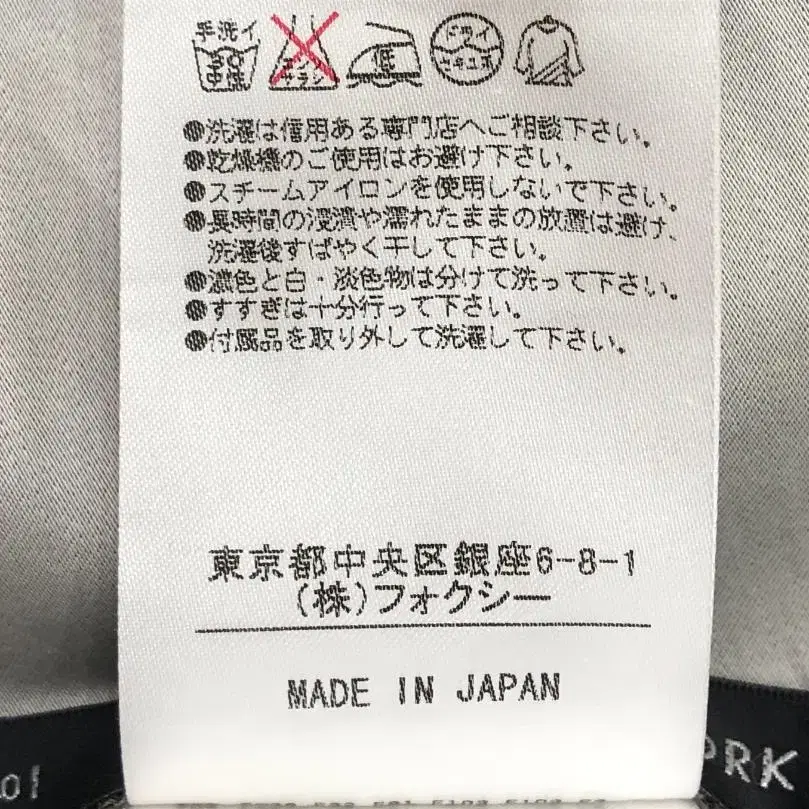 手洗イ 30 中性 エンソサラシ 低 ドライ セキユ系
●洗濯は信用ある専門店へご相談下さい。
●乾燥機のご使用はお避け下さい。
●スチームアイロンを使用しないで下さい。
●長時間の浸漬や濡れたままの放置は避け、
洗濯後すばやく干して下さい。
●濃色と白・淡色物は分けて洗って下さい。
●すすぎは十分行って下さい。
●付属品を取り外して洗濯して下さい。
東京都中央区銀座6-8-1
(株)フォクシー
MADE IN JAPAN